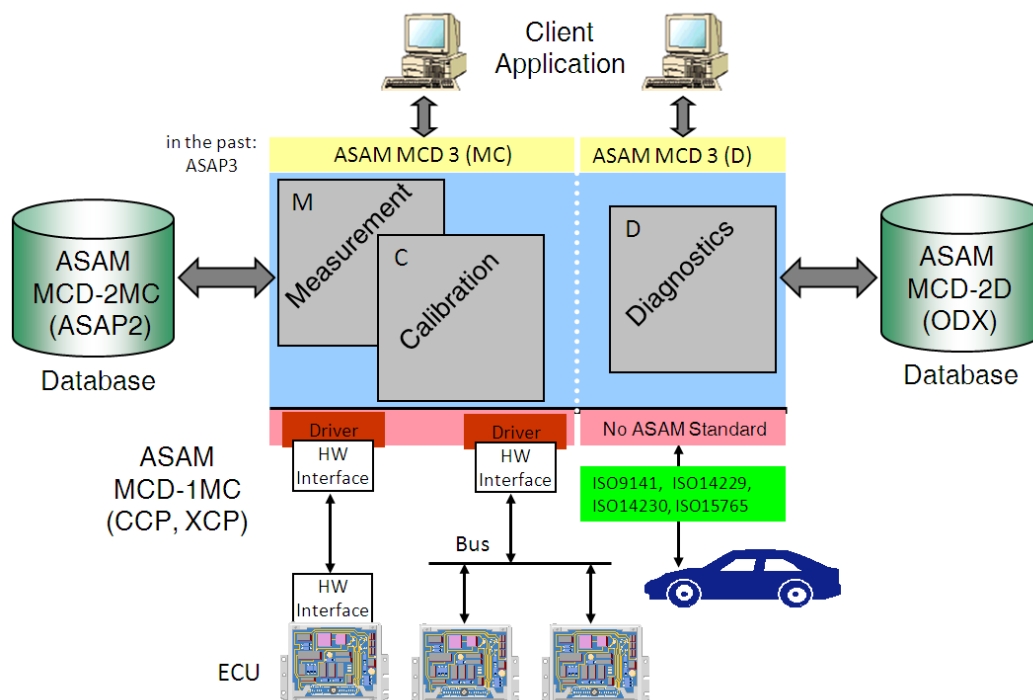 Client
Application
in the past:
ASAP3
ASAM MCD 3 (MC)
ASAM MCD 3 (D)
M
Measurement
C
Calibration
D
Diagnostics
ASAM
MCD-2MC
(ASAP2)
Database
ASAM
MCD-2D
(ODX)
Database
Driver
HW
Interface
Driver
HW
Interface
No ASAM Standard
ASAM
MCD-1MC
(CCP, XCP)
ISO9141, ISO14229,
ISO14230, ISO15765
Bus
HW
Interface
ECU